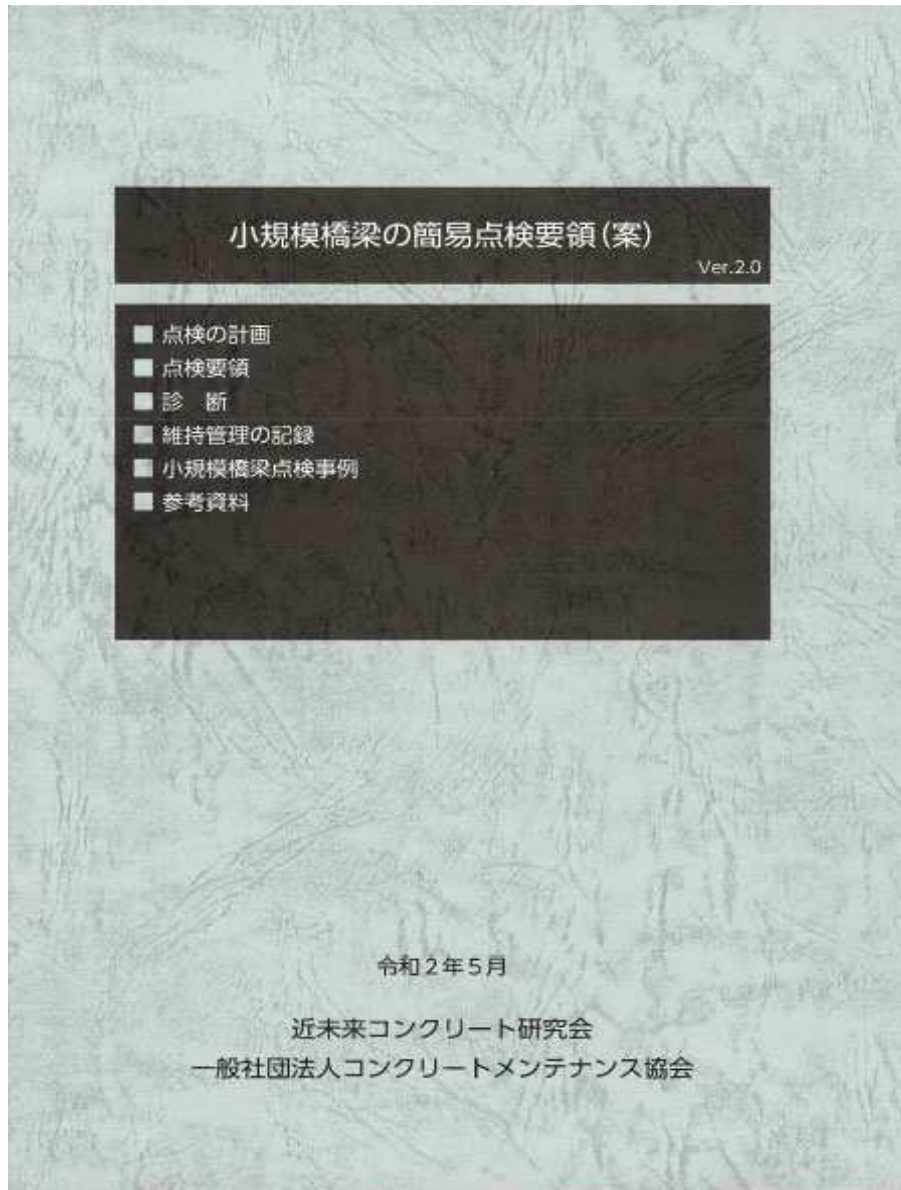 小規模橋梁の簡易点検要領(案)
Ver.2.0
■ 点検の計画
■ 点検要領
■ 診　断
■ 維持管理の記録
■ 小規模橋梁点検事例
■ 参考資料
令和2年5月
近未来コンクリート研究会
一般社団法人コンクリートメンテナンス協会